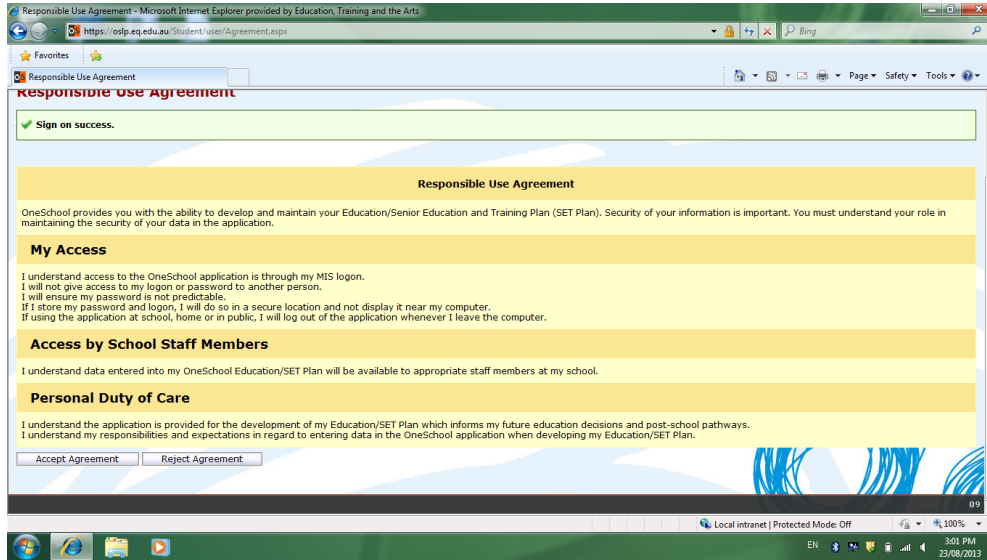 Responsible Use Agreement - Microsoft Internet Explorer provided by Education, Training and the Arts
https://oslp.eq.edu.au/Student/user/Agreement.aspx
Bing
Favorites
Responsible Use Agreement
Page Safety Tools
Responsible Use Agreement
Sign on success.
Responsible Use Agreement
OneSchool provides you with the ability to develop and maintain your Education/Senior Education and Training Plan (SET Plan). Security of your information is important. You must understand your role in
maintaining the security of your data in the application.
My Access
I understand access to the OneSchool application is through my MIS logon.
I will not give access to my logon or password to another person.
I will ensure my password is not predictable.
If I store my password and logon, I will do so in a secure location and not display it near my computer.
If using the application at school, home or in public, I will log out of the application whenever I leave the computer.
Access by School Staff Members
I understand data entered into my OneSchool Education/SET Plan will be available to appropriate staff members at my school.
Personal Duty of Care
I understand the application is provided for the development of my Education/SET Plan which informs my future education decisions and post-school pathways.
I understand my responsibilities and expectations in regard to entering data in the OneSchool application when developing my Education/SET Plan.
Accept Agreement Reject Agreement
09
Local intranet | Protected Mode: Off 100%
EN 3:01 PM
23/08/2013